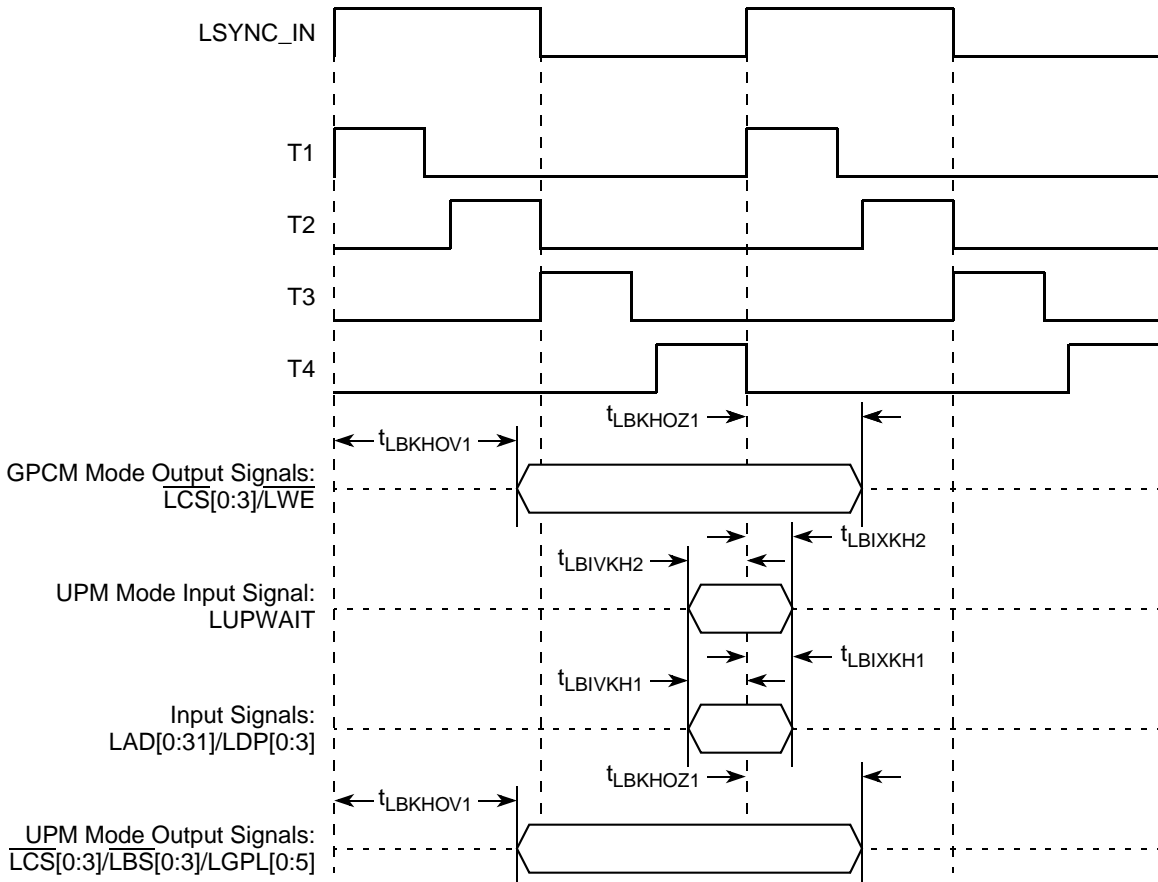 LSYNC_IN
T1
T2
T3
T4
tLBKHOZ1
tLBKHOV1
GPCM Mode Output Signals:
LCS[0:3]/LWE
tLBIXKH2
tLBIVKH2
UPM Mode Input Signal:
LUPWAIT
tLBIXKH1
tLBIVKH1
Input Signals:
LAD[0:31]/LDP[0:3]
tLBKHOZ1
tLBKHOV1
UPM Mode Output Signals:
LCS[0:3]/LBS[0:3]/LGPL[0:5]